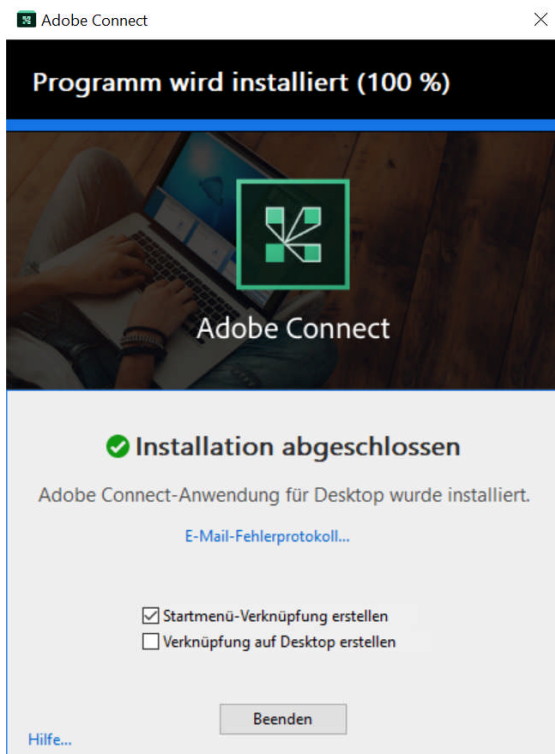 Adobe Connect
Programm wird installiert (100 %)
Adobe Connect
Installation abgeschlossen
Adobe Connect-Anwendung für Desktop wurde installiert.
E-Mail-Fehlerprotokoll...
Startmenü-Verknüpfung erstellen
Verknüpfung auf Desktop erstellen
Beenden
Hilfe...